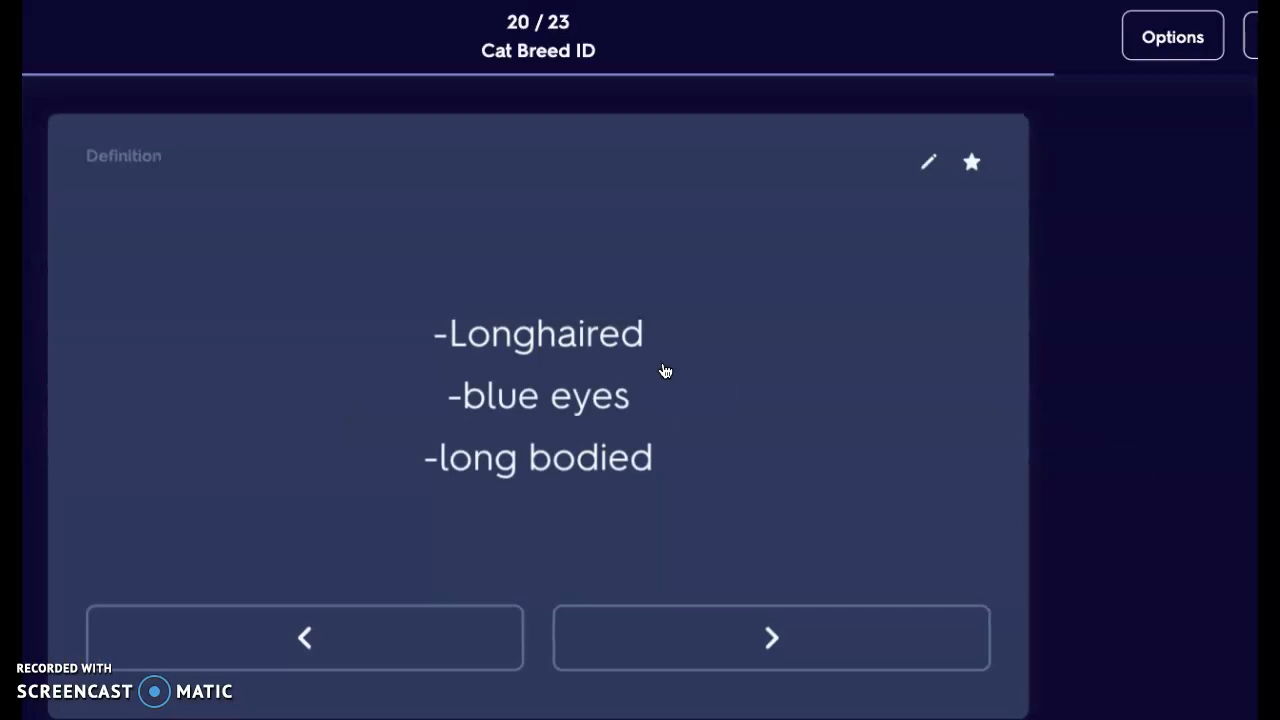 20 / 23
Cat Breed ID
Options
Definition
-Longhaired
-blue eyes
-long bodied
RECORDED WITH
SCREENCAST MATIC